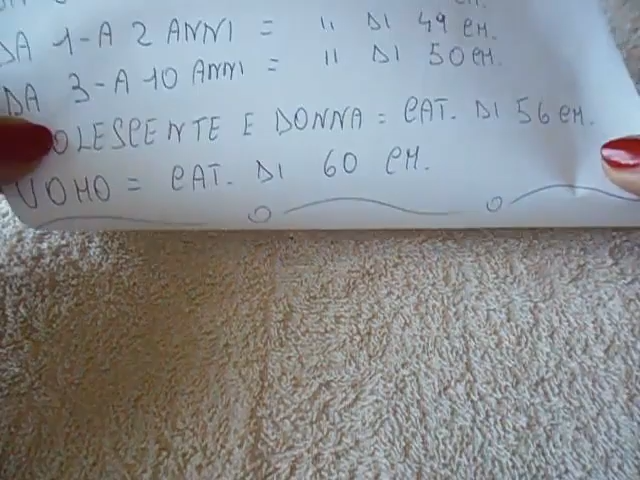 DA 1-A 2 ANNI = " DI 49 CM.
DA 3-A 10 ANNI = " DI 50 CM.
OLESCENTE E DONNA = CAT. DI 56 CM.
UOMO = CAT. DI 60 CM.